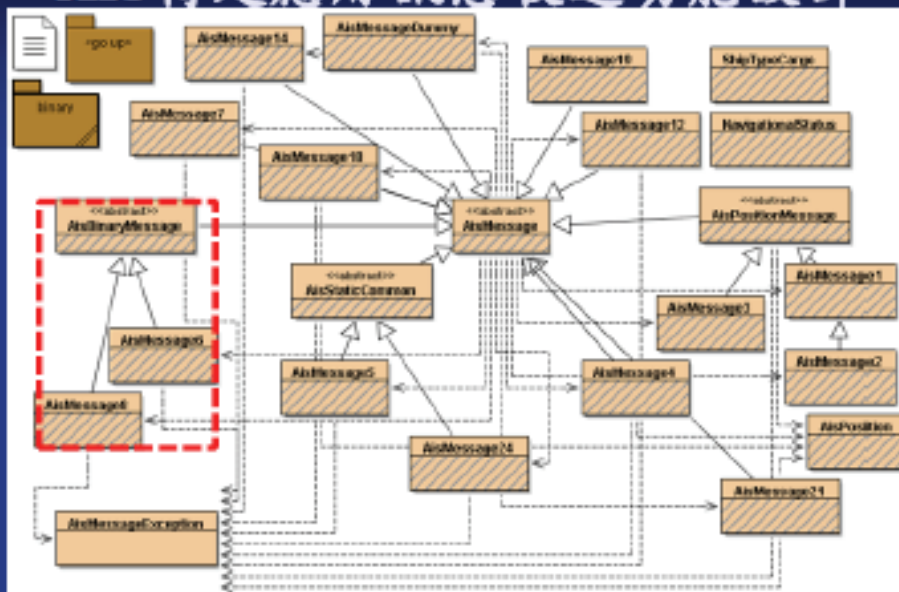 «go up»
binary
AisMessage14
AisMessageDummy
AisMessage19
ShipTypeCargo
AisMessage7
AisMessage18
AisMessage12
NavigationalStatus
<<abstract>>
AisBinaryMessage
<<abstract>>
AisMessage
<<abstract>>
AisPositionMessage
<<abstract>>
AisStaticCommon
AisMessage1
AisMessage3
AisMessage6
AisMessage5
AisMessage4
AisMessage2
AisMessage8
AisPosition
AisMessage24
AisMessage21
AisMessageException